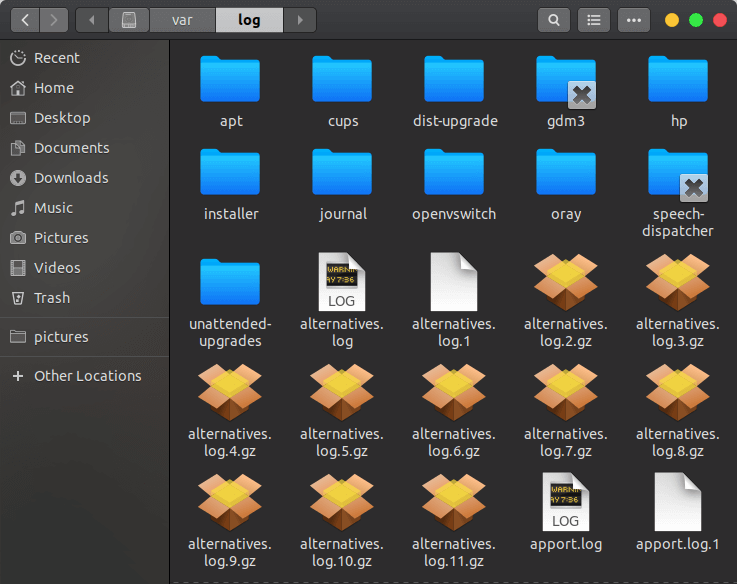 var
log
Recent
Home
Desktop
Documents
Downloads
Music
Pictures
Videos
Trash
pictures
Other Locations
apt
cups
dist-upgrade
gdm3
hp
installer
journal
openvswitch
oray
speech-
dispatcher
unattended-
upgrades
WARNI
AY7:36
LOG
alternatives.
log
alternatives.
log.1
alternatives.
log.2.gz
alternatives.
log.3.gz
alternatives.
log.4.gz
alternatives.
log.5.gz
alternatives.
log.6.gz
alternatives.
log.7.gz
alternatives.
log.8.gz
alternatives.
log.9.gz
alternatives.
log.10.gz
alternatives.
log.11.gz
WARNI
AY7:36
LOG
apport.log
apport.log.1